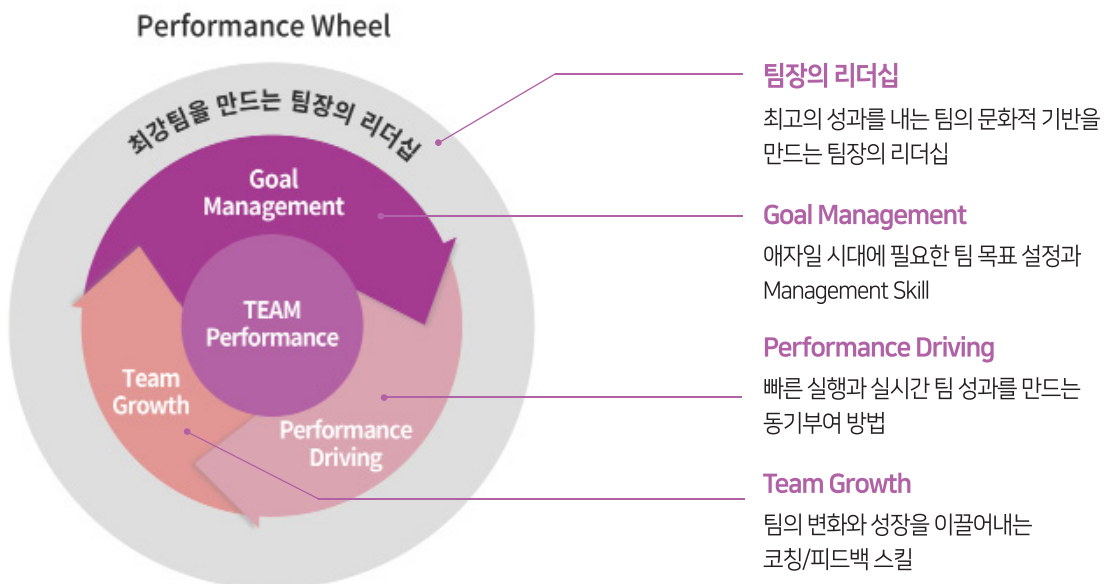 Performance Wheel
최강팀을 만드는 팀장의 리더십
Goal
Management
TEAM
Performance
Team
Growth
Performance
Driving
팀장의 리더십
최고의 성과를 내는 팀의 문화적 기반을
만드는 팀장의 리더십
Goal Management
애자일 시대에 필요한 팀 목표 설정과
Management Skill
Performance Driving
빠른 실행과 실시간 팀 성과를 만드는
동기부여 방법
Team Growth
팀의 변화와 성장을 이끌어내는
코칭/피드백 스킬